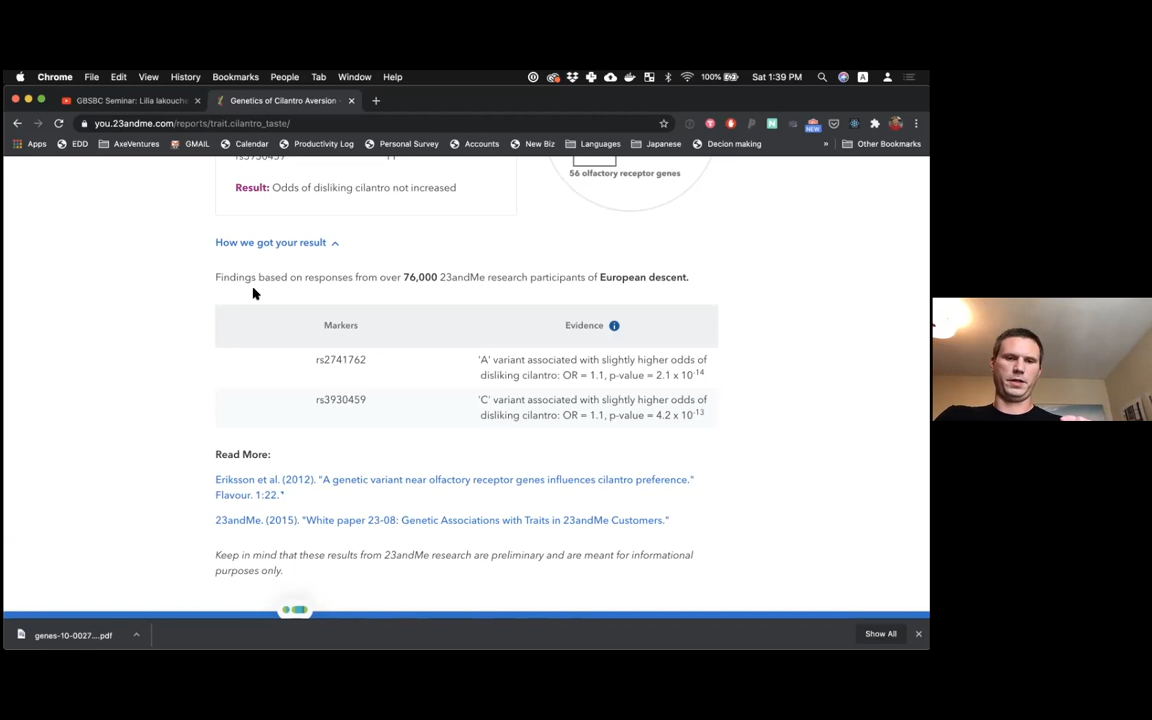 Chrome File Edit View History Bookmarks People Tab Window Help 100% Sat 1:39 PM A
GBSBC Seminar: Lilia Iakouche Genetics of Cilantro Aversion -
you.23andme.com/reports/trait.cilantro_taste/ NEW
Apps EDD AxeVentures GMAIL Calendar Productivity Log Personal Survey Accounts New Biz Languages Japanese Decion making » Other Bookmarks
56 olfactory receptor genes
Result: Odds of disliking cilantro not increased
How we got your result
Findings based on responses from over 76,000 23andMe research participants of European descent.
Markers Evidence
rs2741762 'A' variant associated with slightly higher odds of
disliking cilantro: OR = 1.1, p-value = 2.1 x 10-14
rs3930459 'C' variant associated with slightly higher odds of
disliking cilantro: OR = 1.1, p-value = 4.2 x 10-13
Read More:
Eriksson et al. (2012). "A genetic variant near olfactory receptor genes influences cilantro preference."
Flavour. 1:22.
23andMe. (2015). "White paper 23-08: Genetic Associations with Traits in 23andMe Customers."
Keep in mind that these results from 23andMe research are preliminary and are meant for informational
purposes only.
genes-10-0027....pdf Show All